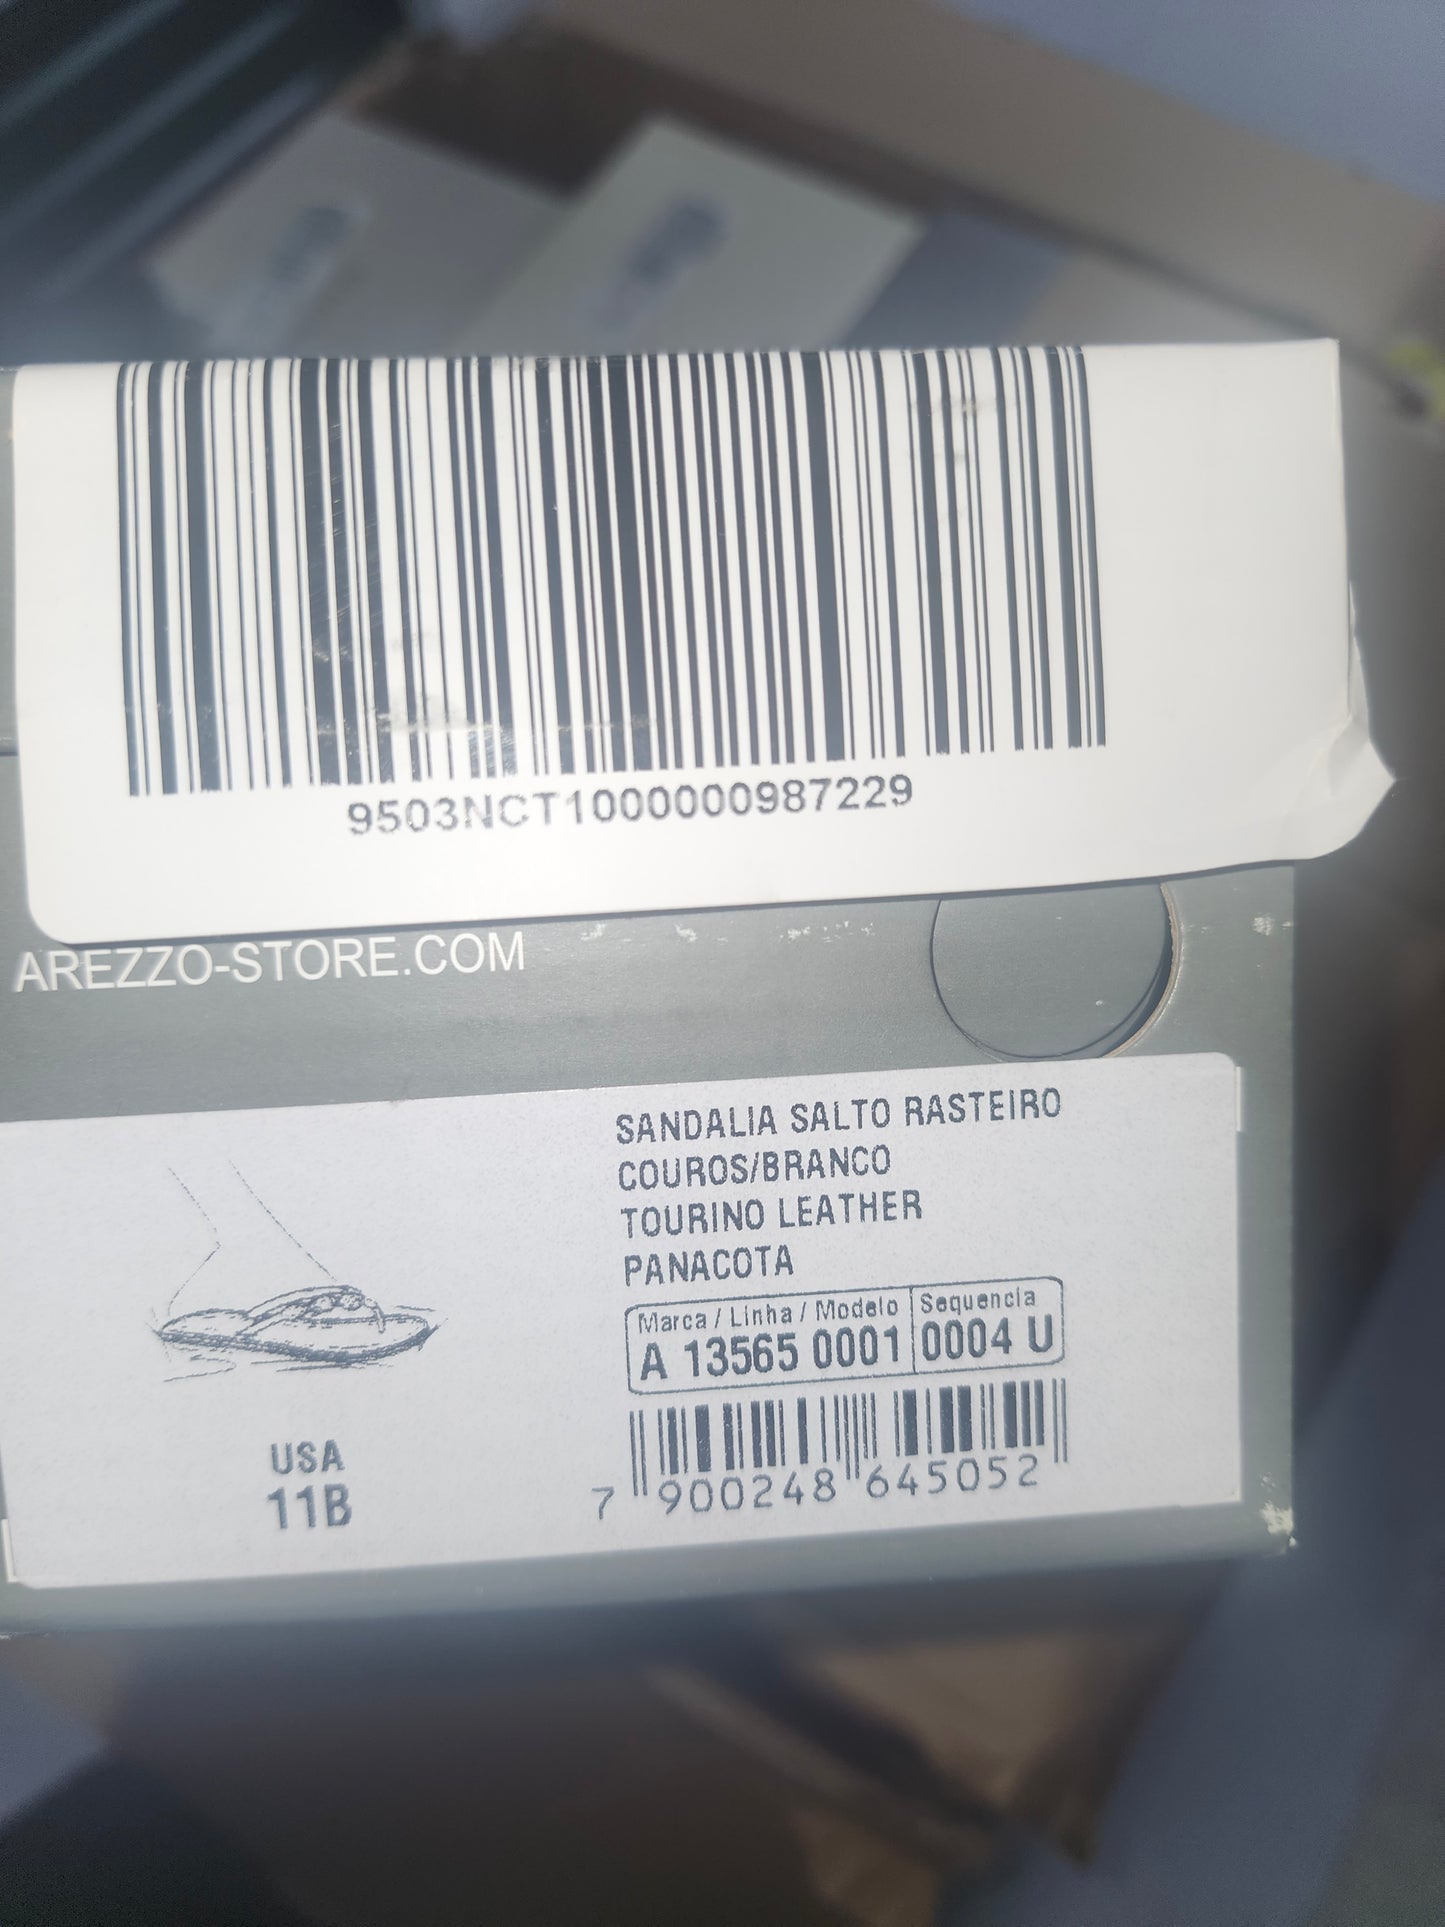 9503NCT1000000987229
AREZZO-STORE.COM
SANDALIA SALTO RASTEIRO
COUROS/BRANCO
TOURINO LEATHER
PANACOTA
Marca / Linha / Modelo Sequencia
A 13565 0001 0004 U
USA
11B
7 900248 645052